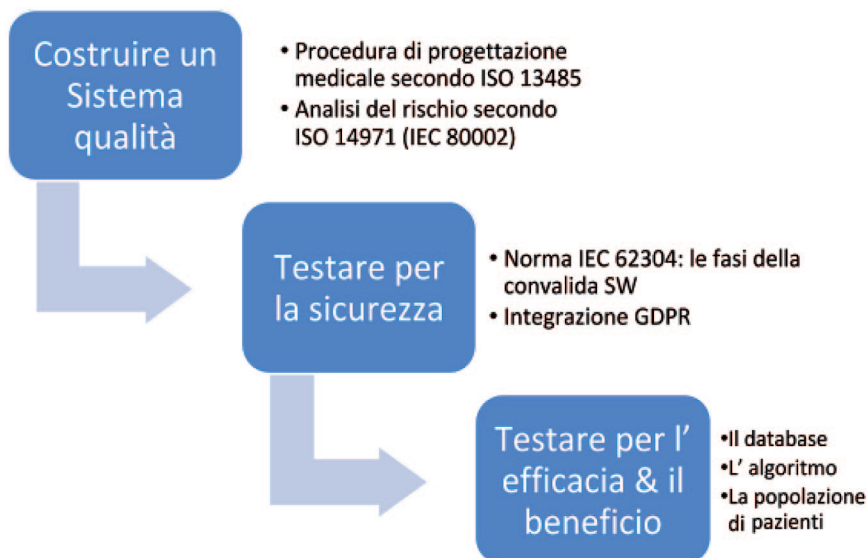 Costruire un
Sistema
qualità
• Procedura di progettazione
medicale secondo ISO 13485
• Analisi del rischio secondo
ISO 14971 (IEC 80002)
Testare per
la sicurezza
• Norma IEC 62304: le fasi della
convalida SW
• Integrazione GDPR
Testare per l’
efficacia & il
beneficio
•Il database
•L’ algoritmo
•La popolazione
di pazienti